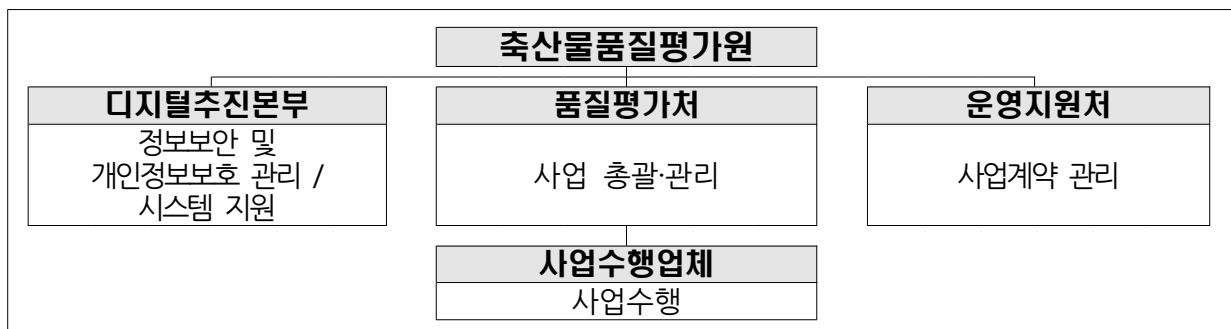 축산물품질평가원
디지털추진본부
정보보안 및
개인정보보호 관리 /
시스템 지원
품질평가처
사업 총괄·관리
운영지원처
사업계약 관리
사업수행업체
사업수행